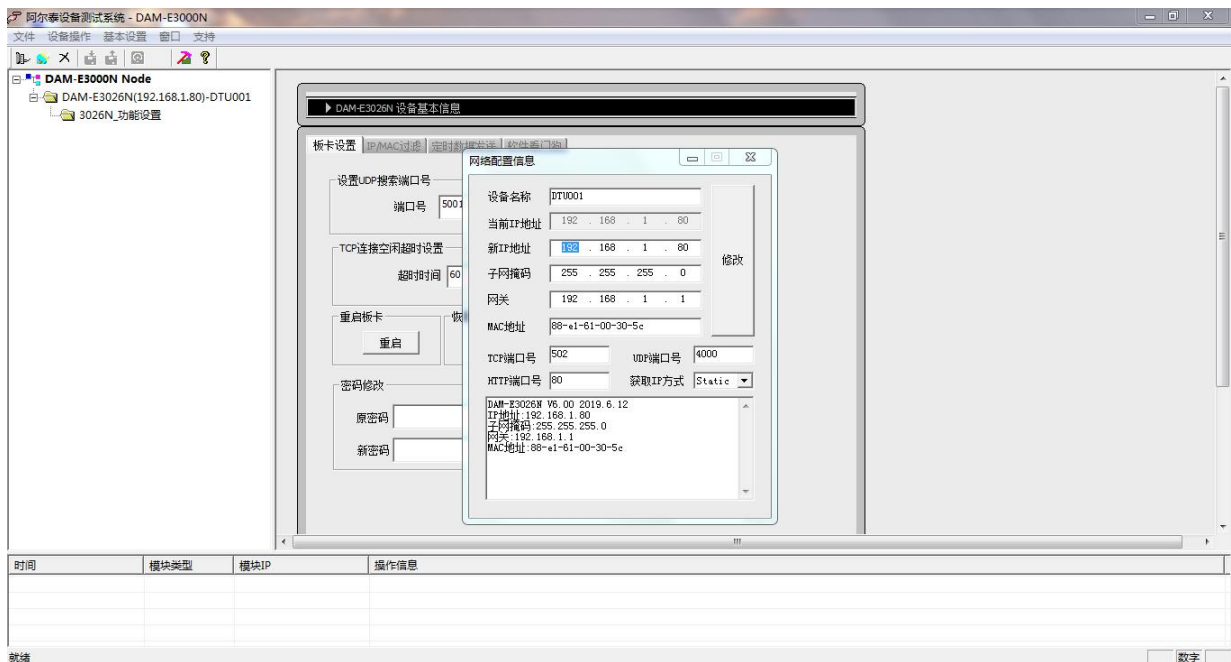 阿尔泰设备测试系统 - DAM-E3000N
文件 设备操作 基本设置 窗口 支持
DAM-E3000N Node
DAM-E3026N(192.168.1.80)-DTU001
3026N_功能设置
DAM-E3026N 设备基本信息
板卡设置 IP/MAC过滤 定时数据发送 软件看门狗
设置UDP搜索端口号
端口号 5001
TCP连接空闲超时设置
超时时间 60
重启板卡
重启
密码修改
原密码
新密码
网络配置信息
设备名称 DTU001
当前IP地址 192 . 168 . 1 . 80
新IP地址 192 . 168 . 1 . 80
修改
子网掩码 255 . 255 . 255 . 0
网关 192 . 168 . 1 . 1
MAC地址 88-e1-61-00-30-5c
TCP端口号 502 UDP端口号 4000
HTTP端口号 80 获取IP方式 Static
DAM-E3026N V6.00 2019.6.12
IP地址:192.168.1.80
子网掩码:255.255.255.0
网关:192.168.1.1
MAC地址:88-e1-61-00-30-5c
时间 模块类型 模块IP 操作信息
就绪 数字